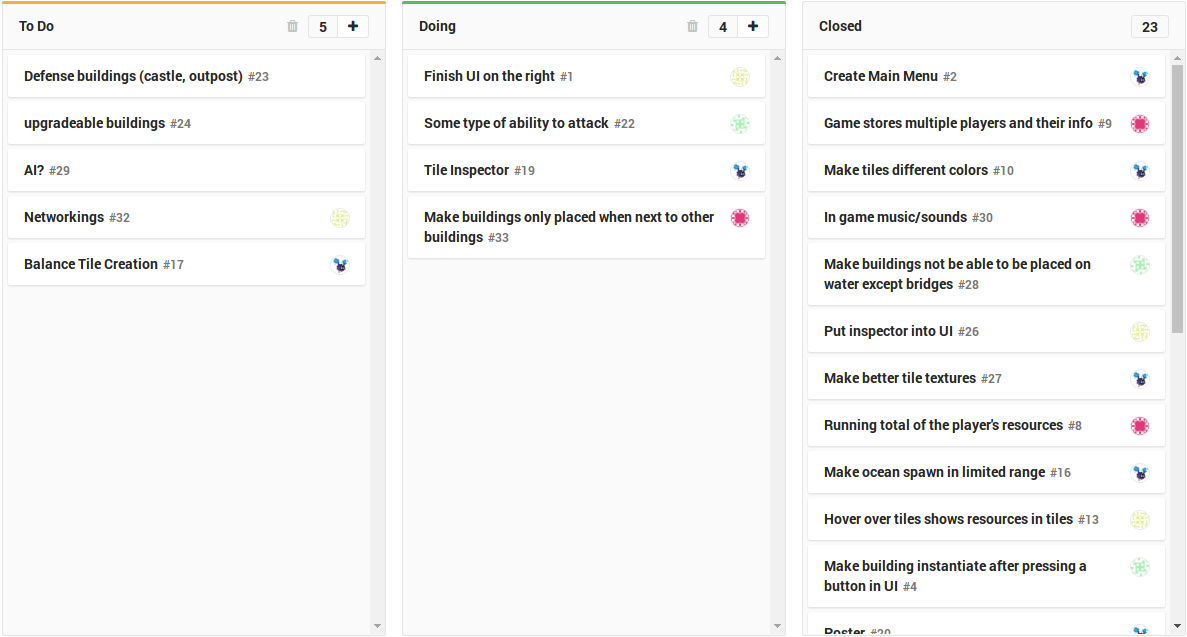 To Do
5
Defense buildings (castle, outpost) #23
upgradeable buildings #24
AI? #29
Networkings #32
Balance Tile Creation #17
Doing
4
Finish UI on the right #1
Some type of ability to attack #22
Tile Inspector #19
Make buildings only placed when next to other
buildings #33
Closed
23
Create Main Menu #2
Game stores multiple players and their info #9
Make tiles different colors #10
In game music/sounds #30
Make buildings not be able to be placed on
water except bridges #28
Put inspector into UI #26
Make better tile textures #27
Running total of the player's resources #8
Make ocean spawn in limited range #16
Hover over tiles shows resources in tiles #13
Make building instantiate after pressing a
button in UI #4